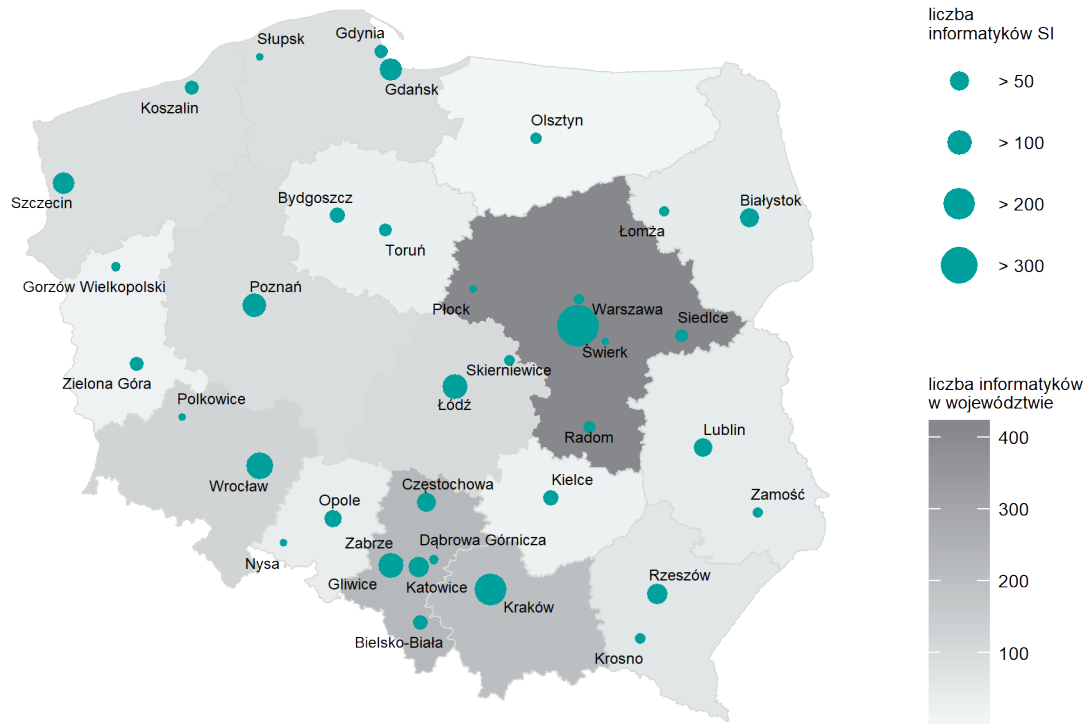 liczba
informatyków SI
> 50
> 100
> 200
> 300
Słupsk
Gdynia
Gdańsk
Koszalin
Olsztyn
Szczecin
Bydgoszcz
Toruń
Łomża
Białystok
Gorzów Wielkopolski
Poznań
Płock
Warszawa
Siedlce
Świerk
Skierniewice
Zielona Góra
Polkowice
Łódź
Radom
Lublin
Wrocław
Opole
Częstochowa
Kielce
Zamość
Nysa
Zabrze
Dąbrowa Górnicza
Gliwice
Katowice
Kraków
Rzeszów
Bielsko-Biała
Krosno
liczba informatyków
w województwie
400
300
200
100